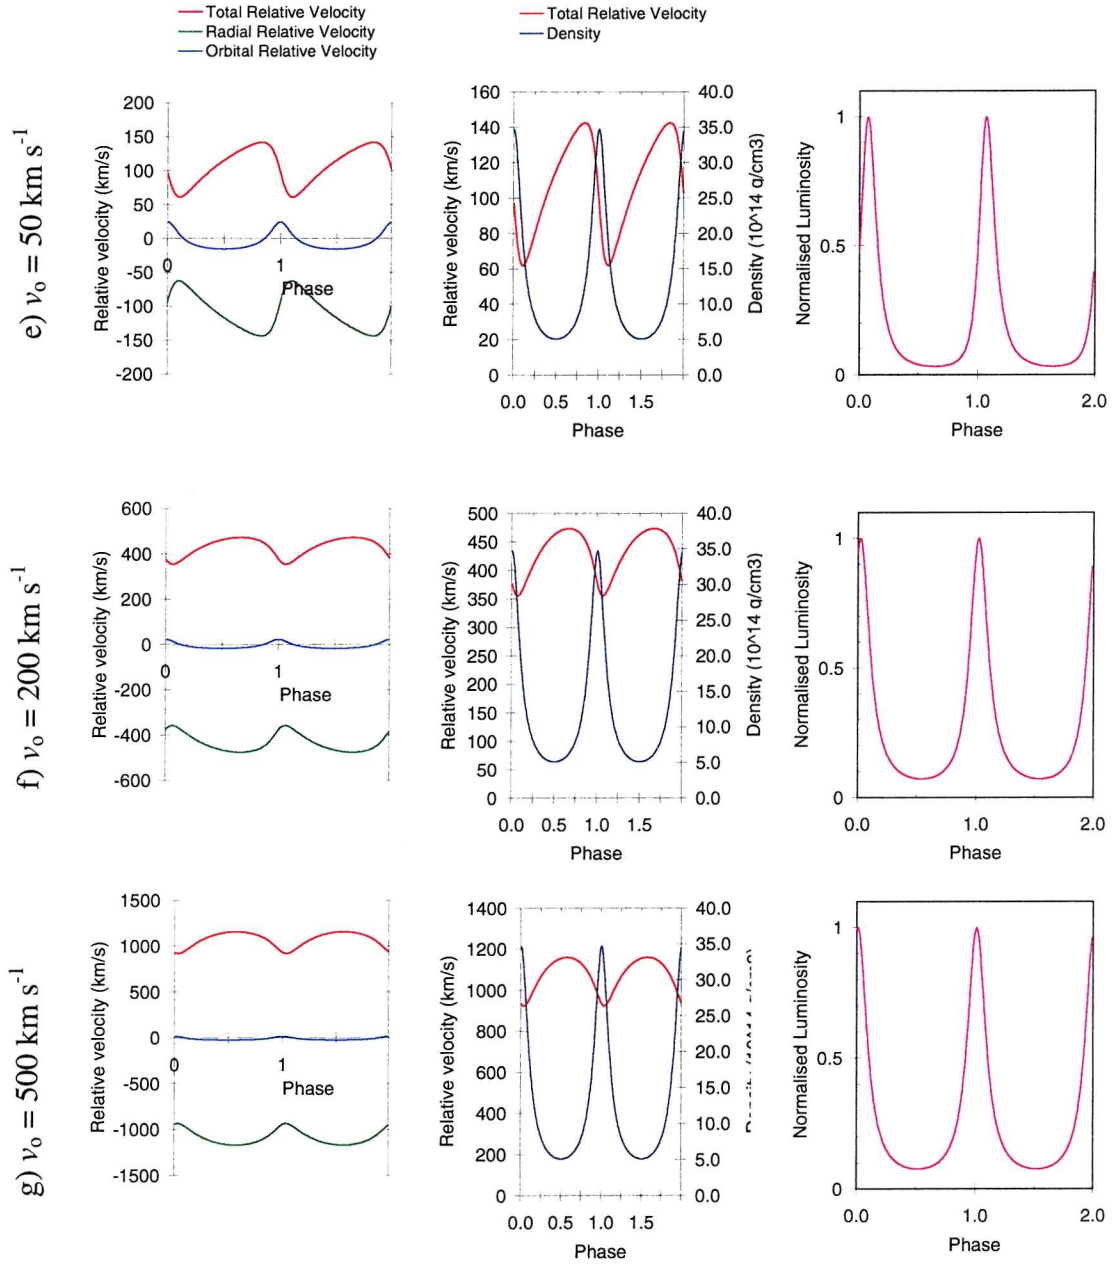 Total Relative Velocity
Radial Relative Velocity
Orbital Relative Velocity
Total Relative Velocity
Density
e) vₒ = 50 km s⁻¹
Relative velocity (km/s)
200
150
100
50
0
-50
-100
-150
-200
0
1
Phase
Relative velocity (km/s)
160
140
120
100
80
60
40
20
0
40.0
35.0
30.0
25.0
20.0
15.0
10.0
5.0
0.0
Density (10^14 g/cm3)
0.0 0.5 1.0 1.5
Phase
Normalised Luminosity
1
0.5
0
0.0 1.0 2.0
Phase
f) vₒ = 200 km s⁻¹
Relative velocity (km/s)
600
400
200
0
-200
-400
-600
0
1
Phase
Relative velocity (km/s)
500
450
400
350
300
250
200
150
100
50
0
40.0
35.0
30.0
25.0
20.0
15.0
10.0
5.0
0.0
Density (10^14 g/cm3)
0.0 0.5 1.0 1.5
Phase
Normalised Luminosity
1
0.5
0
0.0 1.0 2.0
Phase
g) vₒ = 500 km s⁻¹
Relative velocity (km/s)
1500
1000
500
0
-500
-1000
-1500
0
1
Phase
Relative velocity (km/s)
1400
1200
1000
800
600
400
200
0
40.0
35.0
30.0
25.0
20.0
15.0
10.0
5.0
0.0
0.0 0.5 1.0 1.5
Phase
Normalised Luminosity
1
0.5
0
0.0 1.0 2.0
Phase